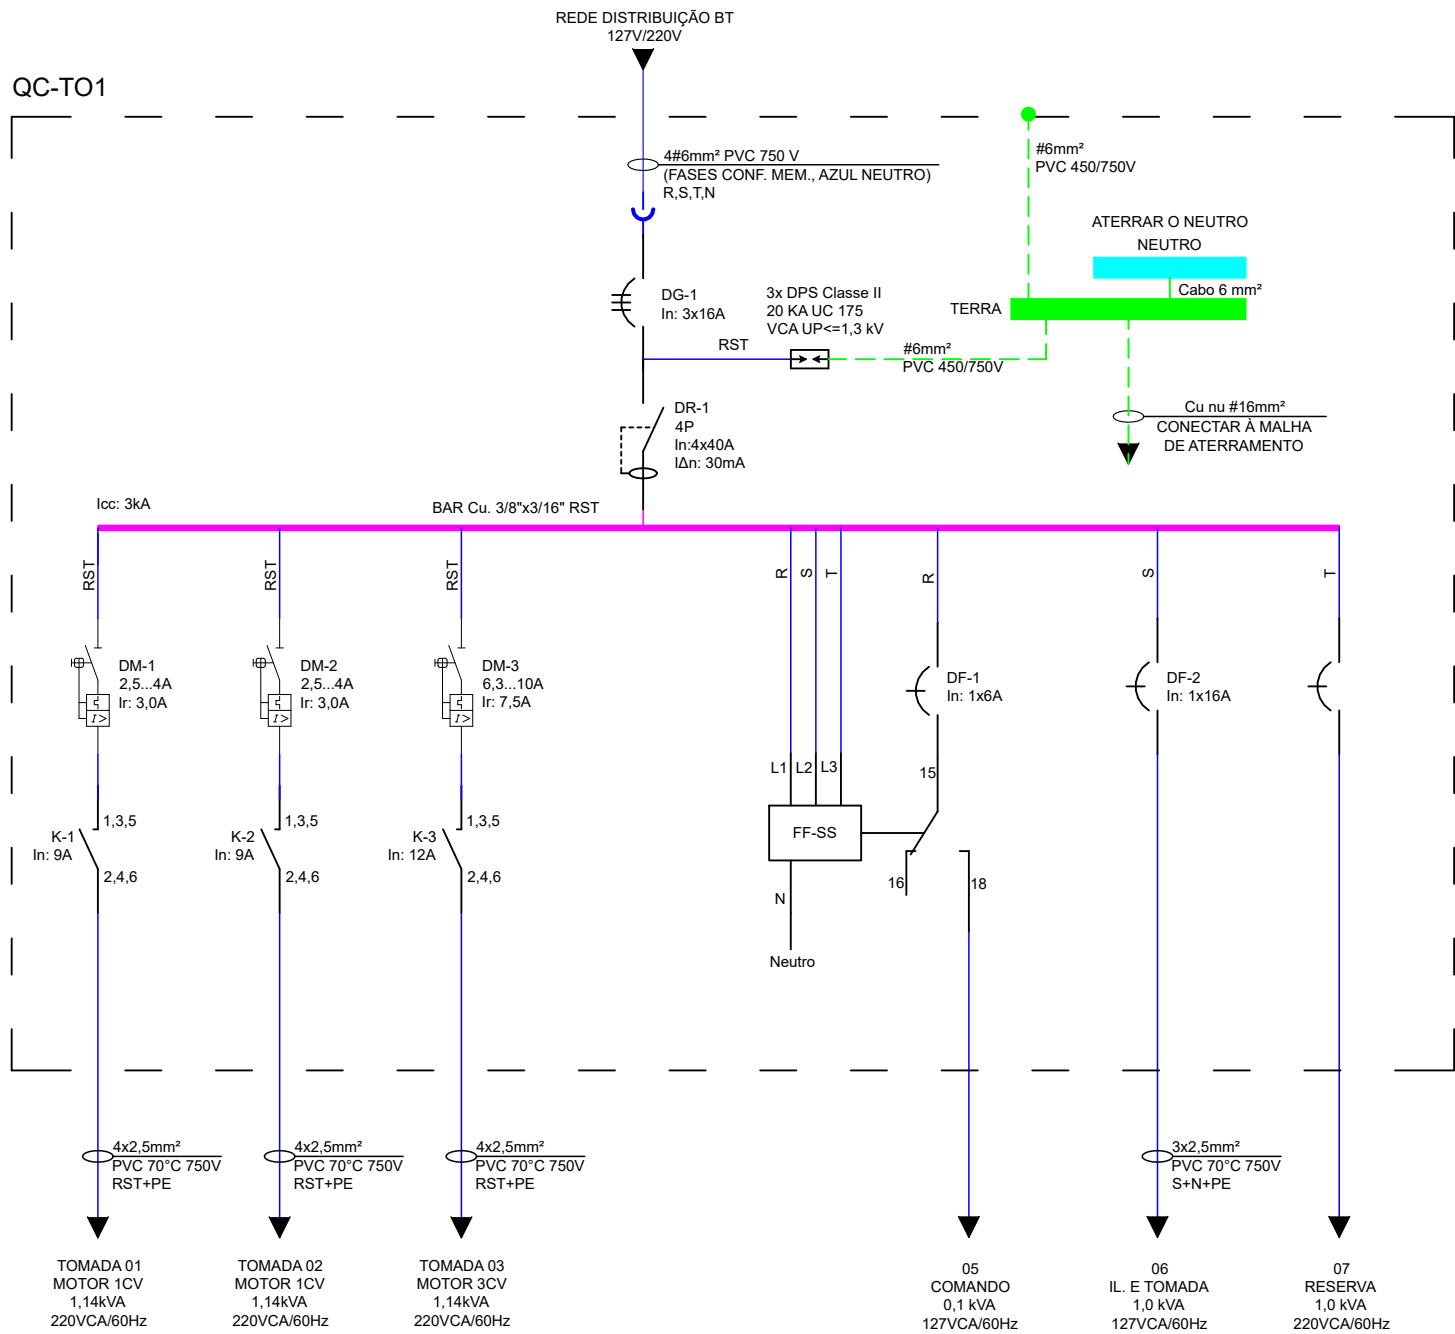 REDE DISTRIBUIÇÃO BT
127V/220V
QC-TO1
4#6mm² PVC 750 V
(FASES CONF. MEM., AZUL NEUTRO)
R,S,T,N
#6mm²
PVC 450/750V
ATERRAR O NEUTRO
NEUTRO
Cabo 6 mm²
TERRA
DG-1
In: 3x16A
3x DPS Classe II
20 KA UC 175
VCA UP<=1,3 kV
RST
#6mm²
PVC 450/750V
Cu nu #16mm²
CONECTAR À MALHA
DE ATERRAMENTO
DR-1
4P
In:4x40A
IΔn: 30mA
Icc: 3kA
BAR Cu. 3/8"x3/16" RST
RST
RST
RST
R
S
T
R
S
T
DM-1
2,5...4A
Ir: 3,0A
I>
DM-2
2,5...4A
Ir: 3,0A
I>
DM-3
6,3...10A
Ir: 7,5A
I>
DF-1
In: 1x6A
DF-2
In: 1x16A
L1
L2
L3
15
FF-SS
16
18
N
Neutro
1,3,5
K-1
In: 9A
2,4,6
1,3,5
K-2
In: 9A
2,4,6
1,3,5
K-3
In: 12A
2,4,6
4x2,5mm²
PVC 70°C 750V
RST+PE
4x2,5mm²
PVC 70°C 750V
RST+PE
4x2,5mm²
PVC 70°C 750V
RST+PE
3x2,5mm²
PVC 70°C 750V
S+N+PE
TOMADA 01
MOTOR 1CV
1,14kVA
220VCA/60Hz
TOMADA 02
MOTOR 1CV
1,14kVA
220VCA/60Hz
TOMADA 03
MOTOR 3CV
1,14kVA
220VCA/60Hz
05
COMANDO
0,1 kVA
127VCA/60Hz
06
IL. E TOMADA
1,0 kVA
127VCA/60Hz
07
RESERVA
1,0 kVA
220VCA/60Hz